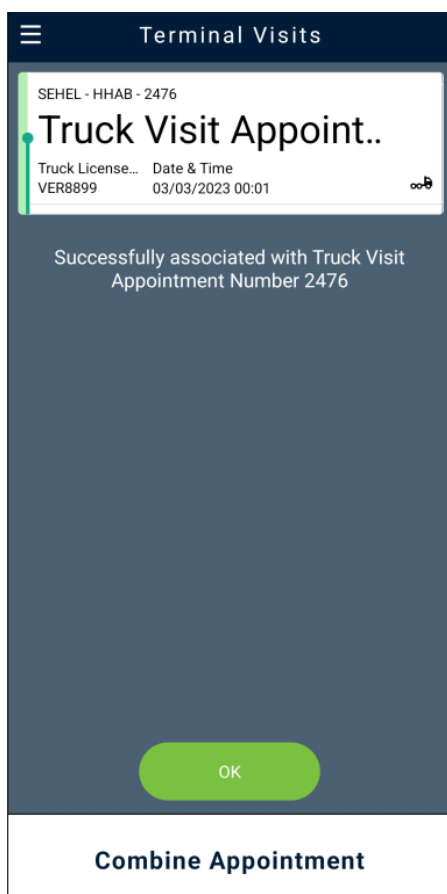 Terminal Visits
SEHEL - HHAB - 2476
Truck Visit Appoint..
Truck License... Date & Time
VER8899 03/03/2023 00:01
Successfully associated with Truck Visit
Appointment Number 2476
OK
Combine Appointment